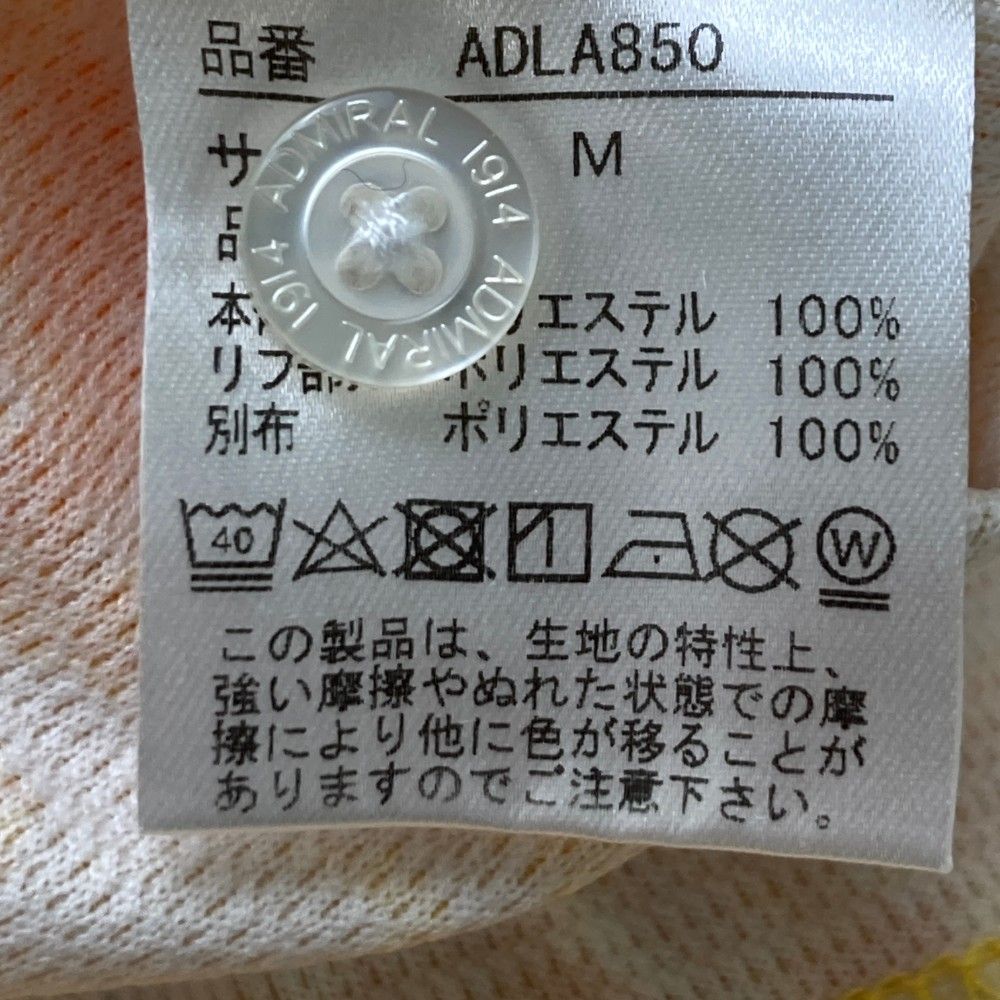 品番 ADLA850
サ M
品
本 リエステル 100%
リブ部 ポリエステル 100%
別布 ポリエステル 100%
40 W
この製品は、生地の特性上、
強い摩擦やぬれた状態での摩
擦により他に色が移ることが
ありますのでご注意下さい。
ADMIRAL 1914 ADMIRAL 1914